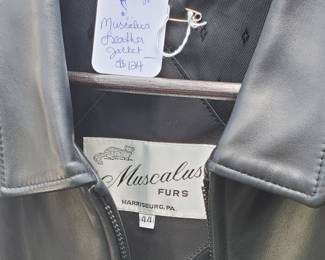 Muscalus
Leather
Jacket
$124
Muscalus
FURS
HARRISBURG, PA.
44